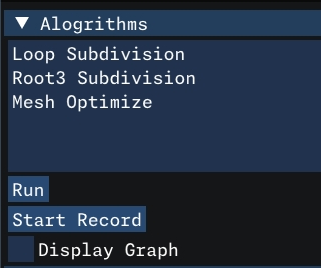 Alogrithms
Loop Subdivision
Root3 Subdivision
Mesh Optimize
Run
Start Record
Display Graph